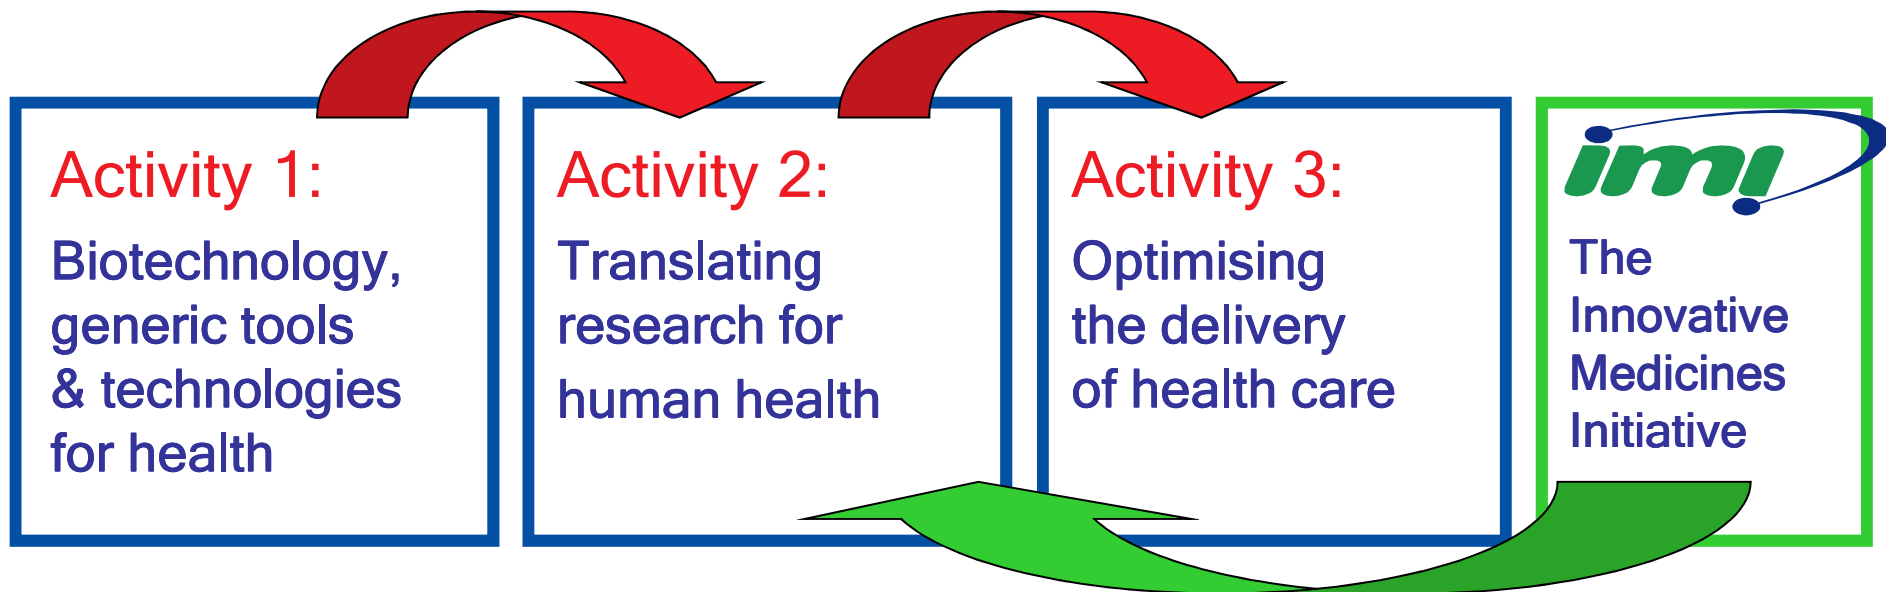 Activity 1:
Biotechnology,
generic tools
& technologies
for health
Activity 2:
Translating
research for
human health
Activity 3:
Optimising
the delivery
of health care
imi
The
Innovative
Medicines
Initiative